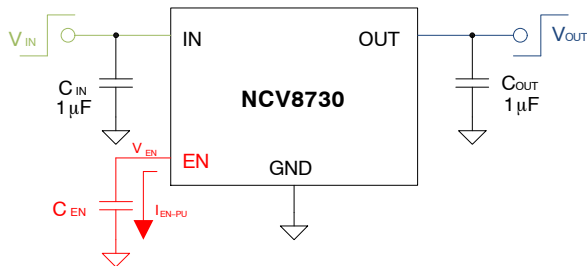 VIN
IN
OUT
VOUT
CIN
1 μF
NCV8730
COUT
1 μF
VEN
EN
GND
CEN
IEN-PU